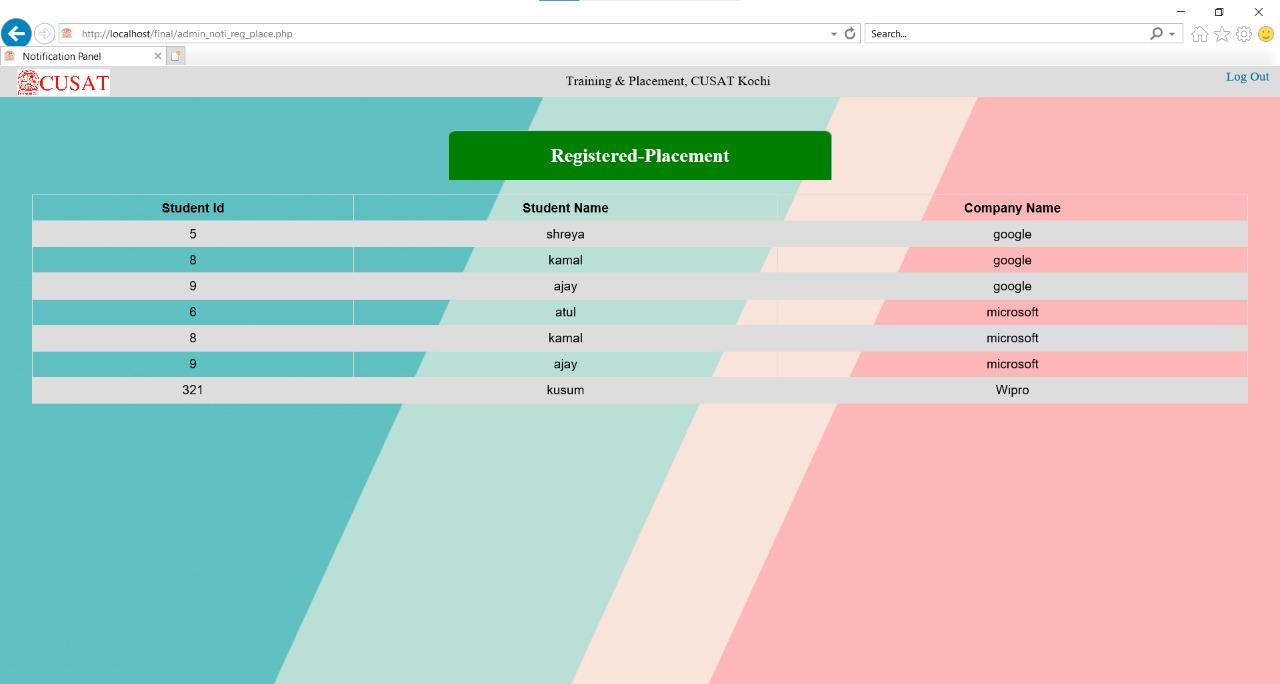 http://localhost/final/admin_noti_reg_place.php
Search...
Notification Panel
CUSAT
Training & Placement, CUSAT Kochi
Log Out
Registered-Placement
Student Id Student Name Company Name
5 shreya google
8 kamal google
9 ajay google
6 atul microsoft
8 kamal microsoft
9 ajay microsoft
321 kusum Wipro